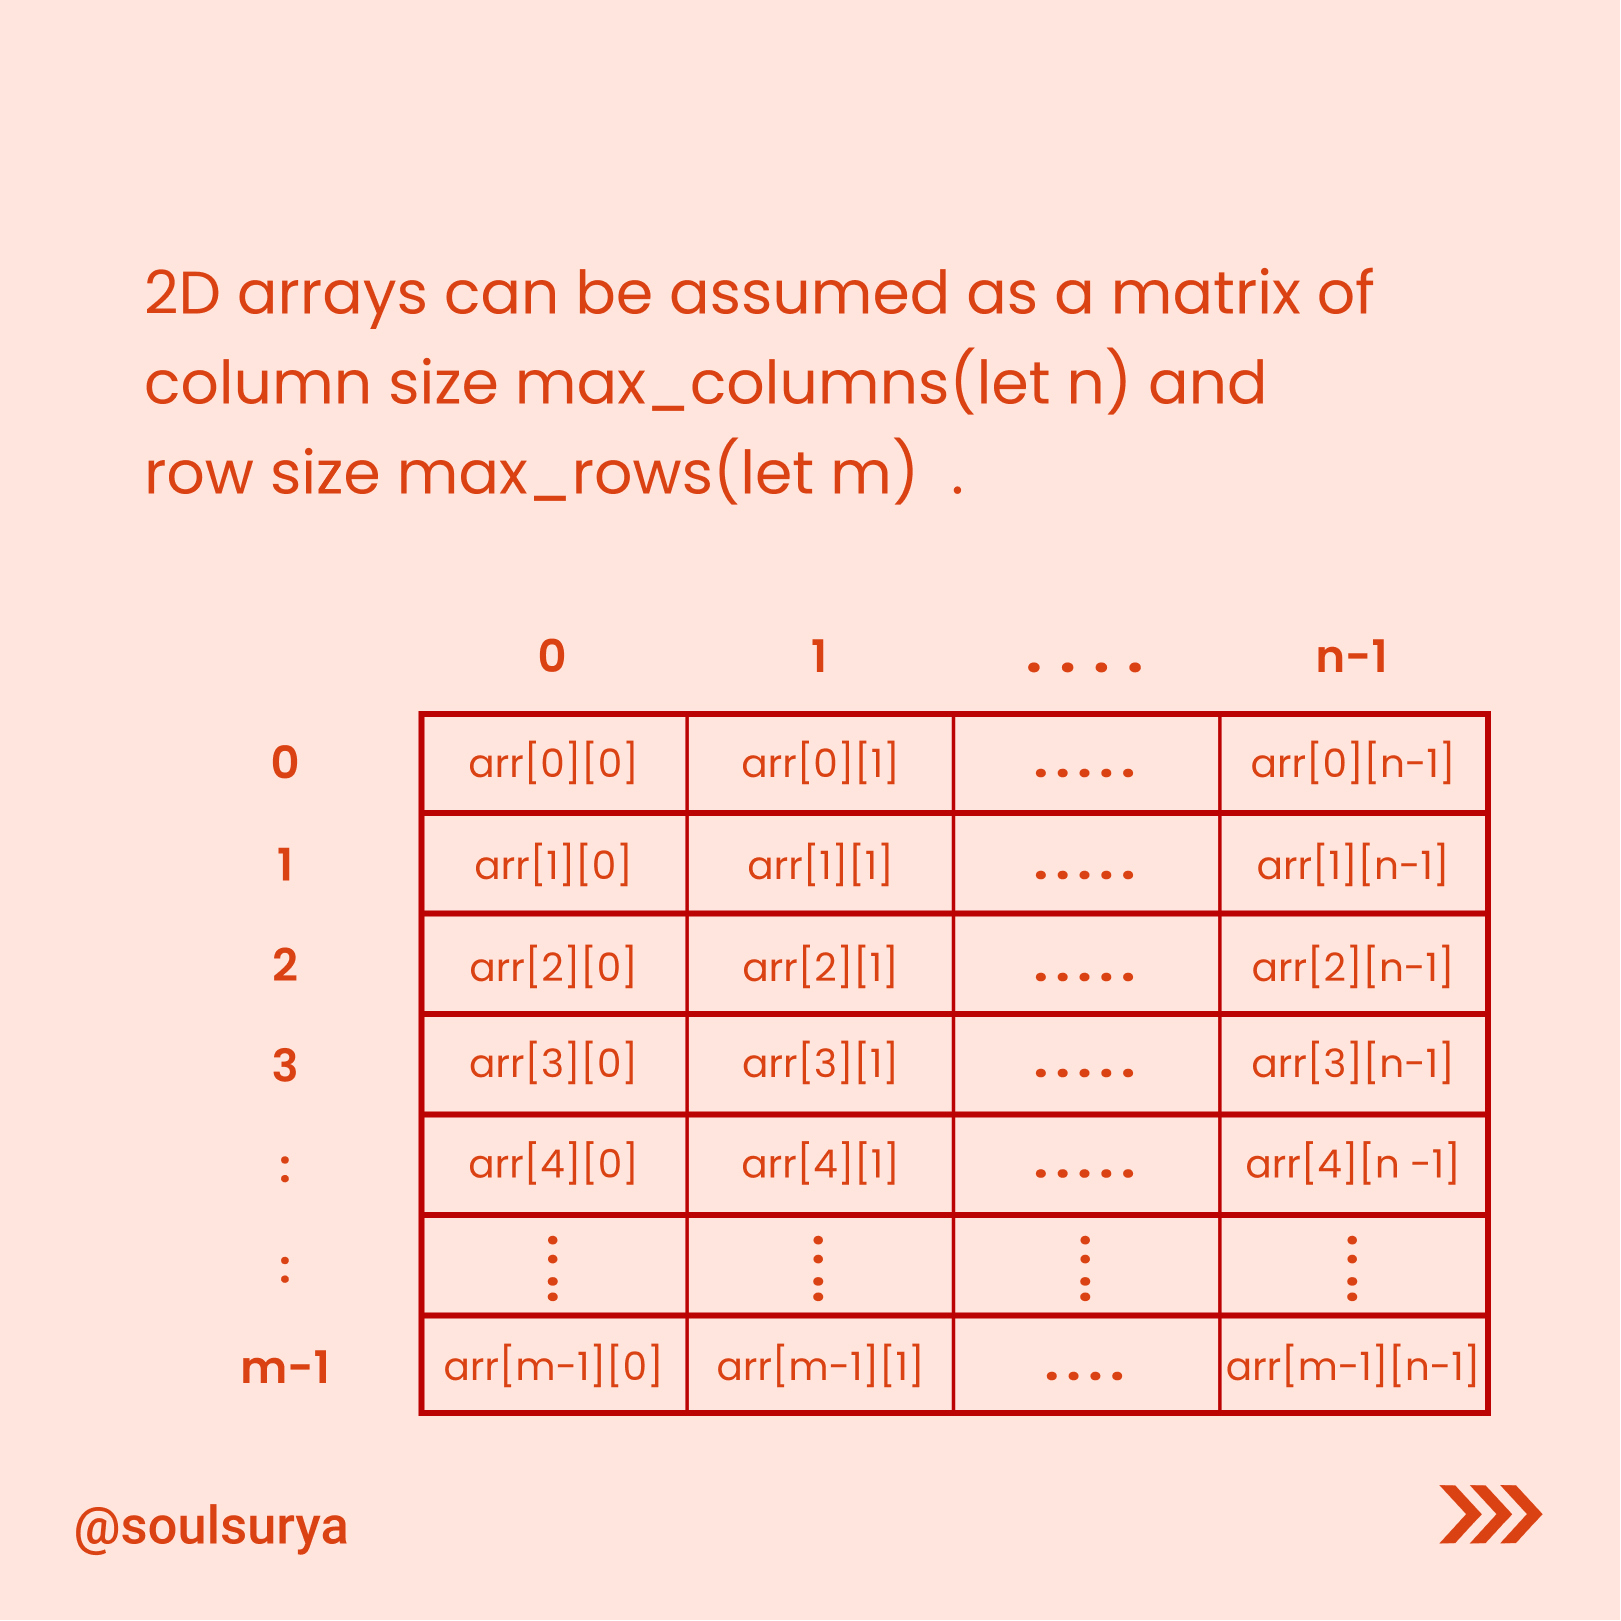 2D arrays can be assumed as a matrix of
column size max_columns(let n) and
row size max_rows(let m)  .
0 1 .... n-1
0 arr[0][0] arr[0][1] ..... arr[0][n-1]
1 arr[1][0] arr[1][1] ..... arr[1][n-1]
2 arr[2][0] arr[2][1] ..... arr[2][n-1]
3 arr[3][0] arr[3][1] ..... arr[3][n-1]
: arr[4][0] arr[4][1] ..... arr[4][n -1]
: ⋮ ⋮ ⋮ ⋮
m-1 arr[m-1][0] arr[m-1][1] .... arr[m-1][n-1]
@soulsurya